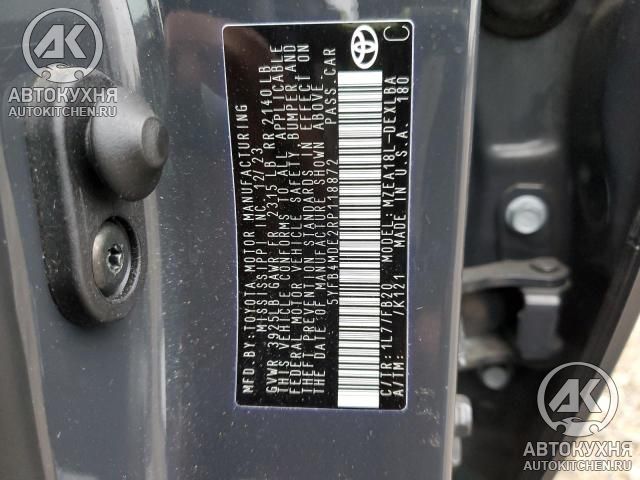 AK
АВТОКУХНЯ
AUTOKITCHEN.RU
MFD. BY: TOYOTA MOTOR MANUFACTURING
MISSISSIPPI INC. 12/23
GVWR 3925LB GAWR FR 2315 LB RR 2140LB
THIS VEHICLE CONFORMS TO ALL APPLICABLE
FEDERAL MOTOR VEHICLE SAFETY BUMPER, AND
THEFT PREVENTION STANDARDS IN EFFECT ON
THE DATE OF MANUFACTURE SHOWN ABOVE.
5YFB4MDE2RP118872 PASS. CAR
C/TR: 1L7/FB20 MODEL: MZEA18L-DEXLBA
A/TM: /K121 MADE IN U.S.A. 180
C
AK
АВТОКУХНЯ
AUTOKITCHEN.RU